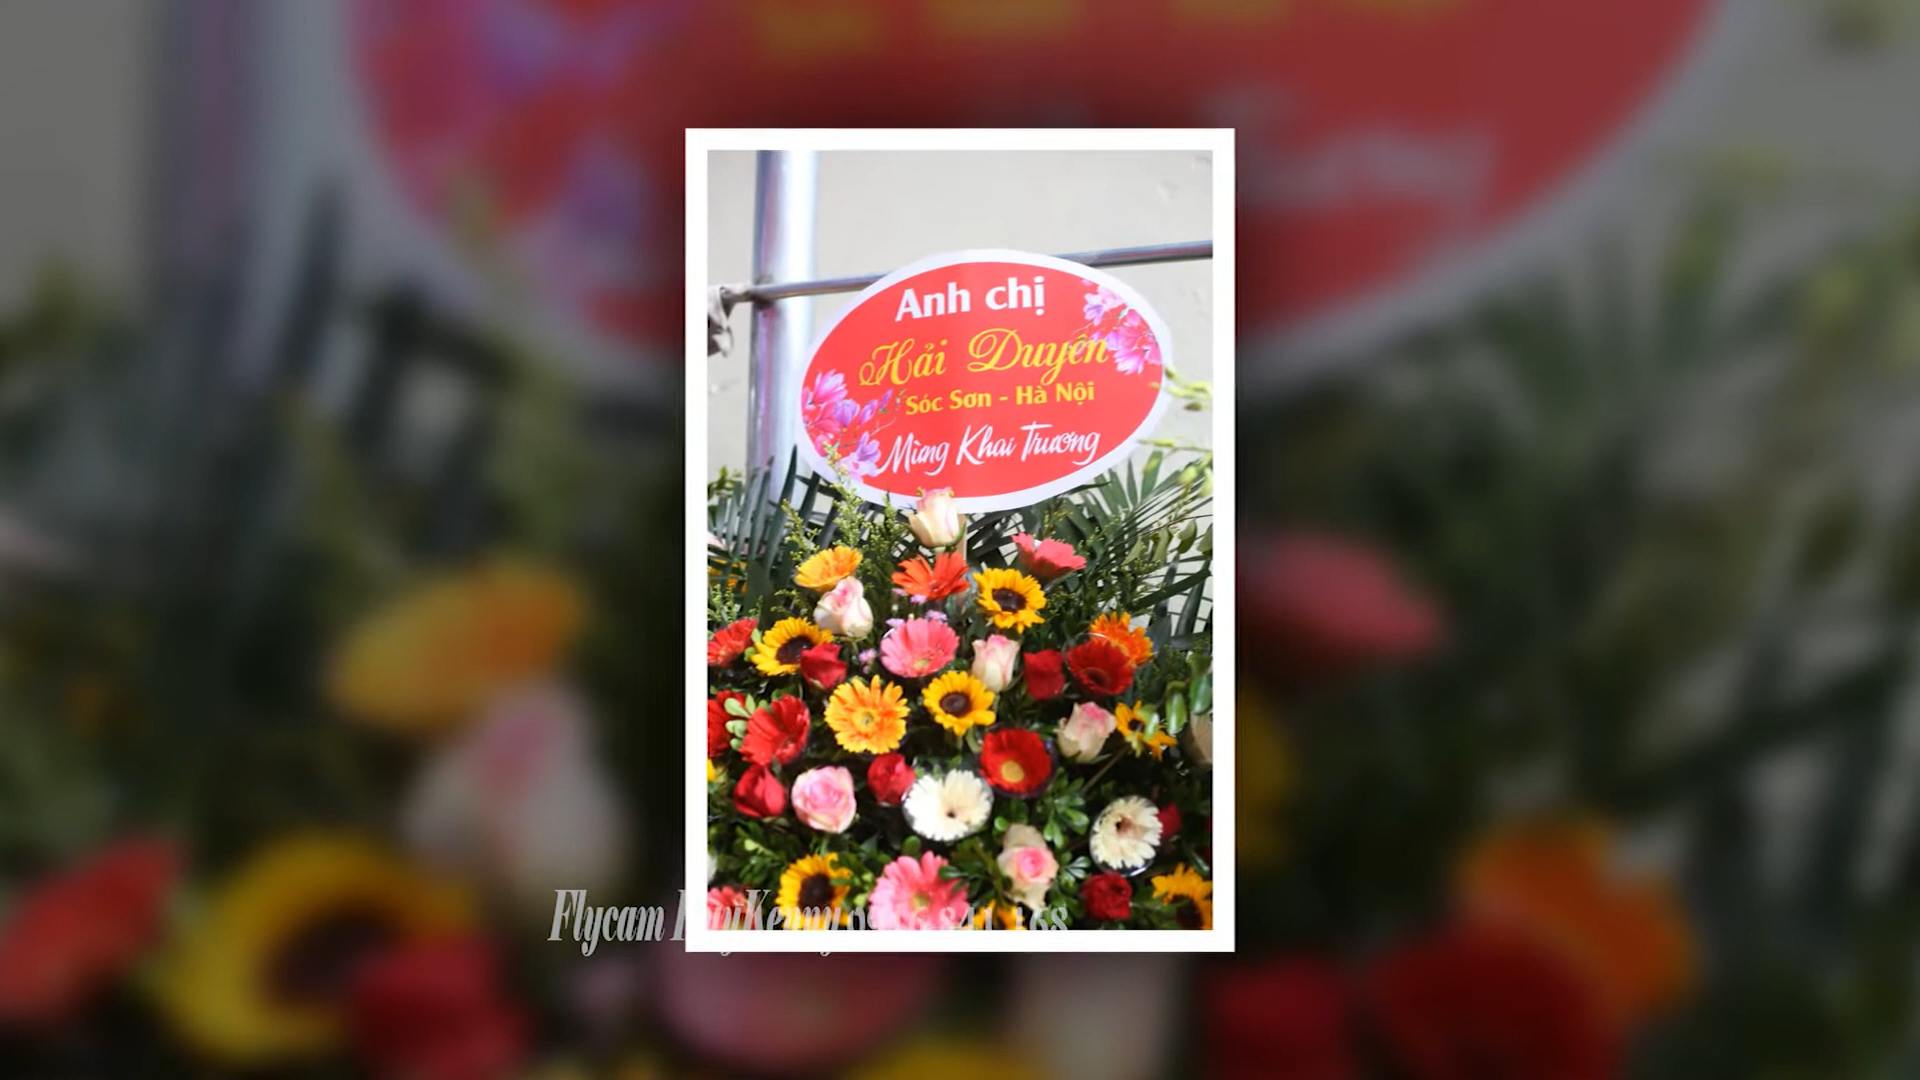 Anh chị
Hải Duyên
Sóc Sơn - Hà Nội
Mừng Khai Trương
Flycam